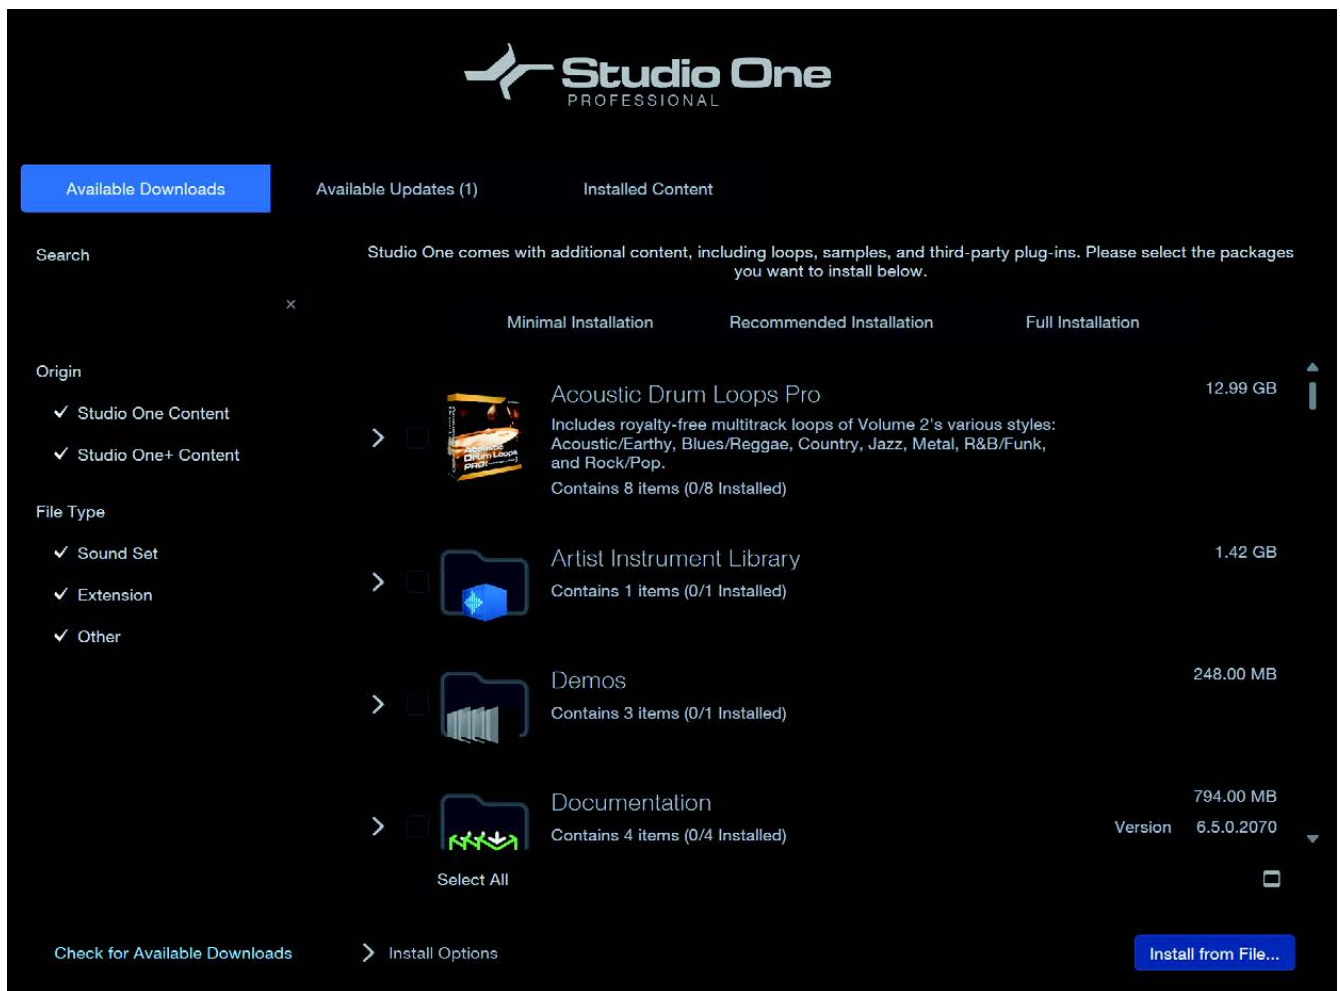 Studio One
PROFESSIONAL
Available Downloads
Available Updates (1)
Installed Content
Search
×
Studio One comes with additional content, including loops, samples, and third-party plug-ins. Please select the packages
you want to install below.
Minimal Installation
Recommended Installation
Full Installation
Origin
Studio One Content
Studio One+ Content
File Type
Sound Set
Extension
Other
Acoustic Drum Loops Pro
12.99 GB
Includes royalty-free multitrack loops of Volume 2's various styles:
Acoustic/Earthy, Blues/Reggae, Country, Jazz, Metal, R&B/Funk,
and Rock/Pop.
Contains 8 items (0/8 Installed)
Acoustic
Drum Loops
PRO!
Artist Instrument Library
1.42 GB
Contains 1 items (0/1 Installed)
Demos
248.00 MB
Contains 3 items (0/1 Installed)
Documentation
794.00 MB
Contains 4 items (0/4 Installed)
Version 6.5.0.2070
Select All
Check for Available Downloads
Install Options
Install from File...